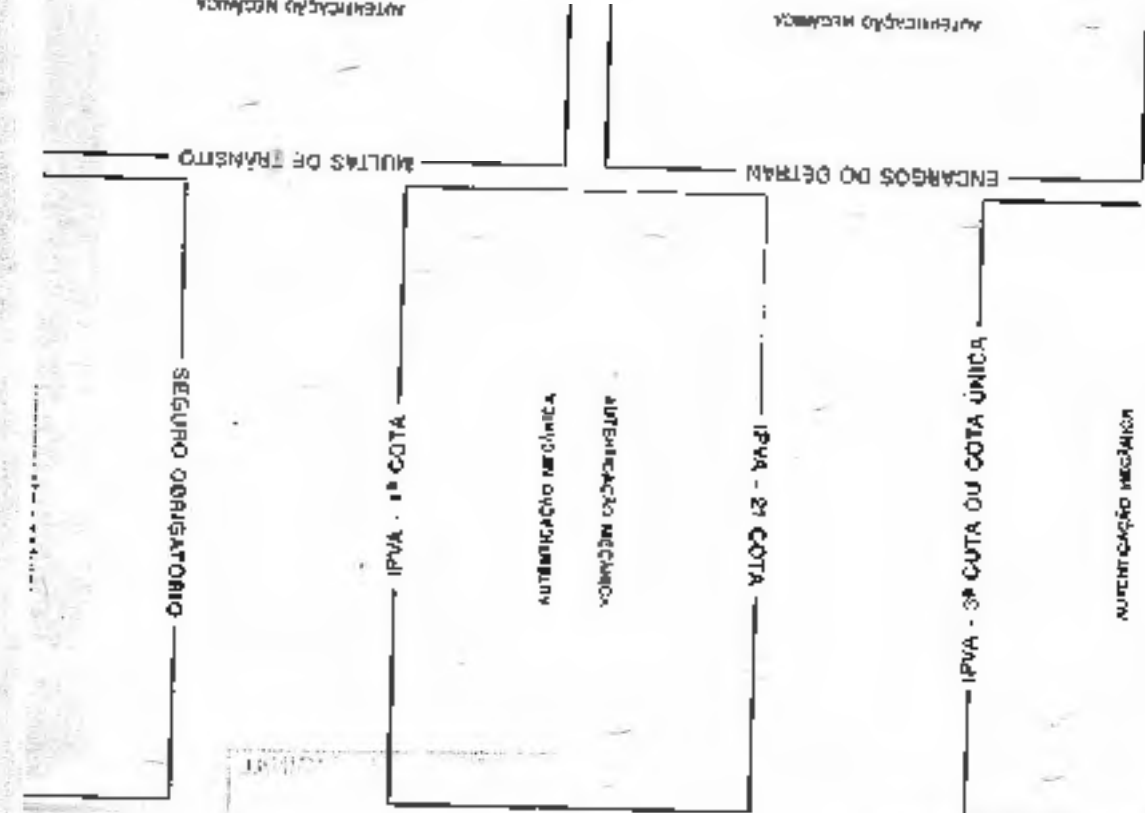 AUTENTICAÇÃO MECÂNICA
AUTENTICAÇÃO MECÂNICA
MULTAS DE TRÂNSITO
ENCARGOS DO DETRAN
SEGURO OBRIGATÓRIO
IPVA - 1ª COTA
AUTENTICAÇÃO MECÂNICA
AUTENTICAÇÃO MECÂNICA
IPVA - 2ª COTA
IPVA - 3ª COTA OU COTA ÚNICA
AUTENTICAÇÃO MECÂNICA